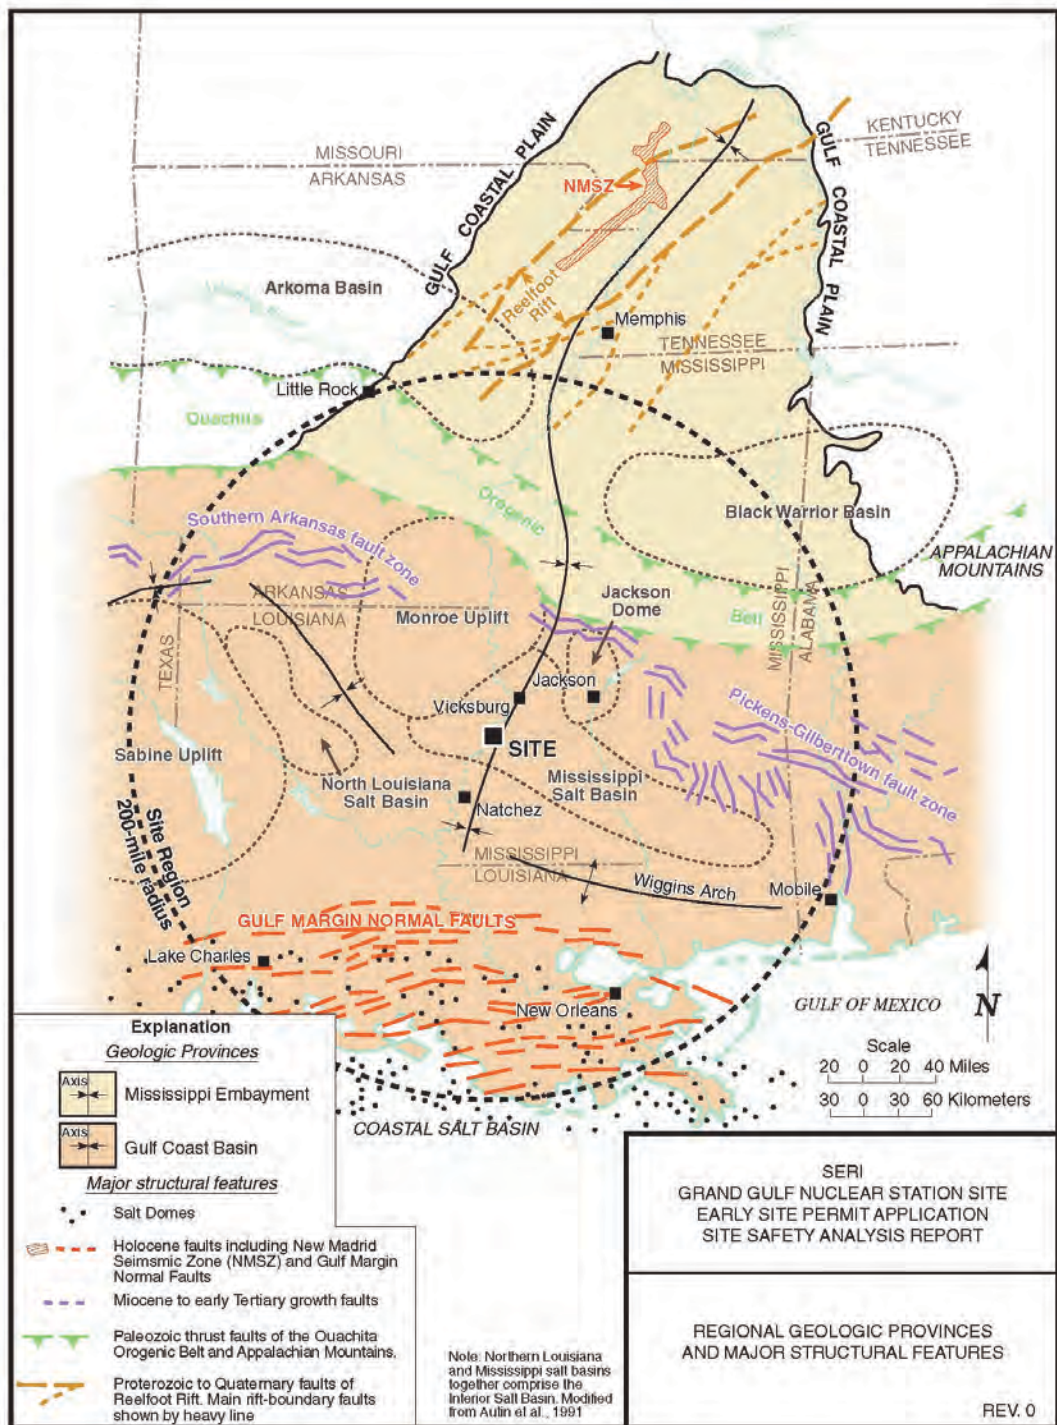 MISSOURI
ARKANSAS
GULF COASTAL PLAIN
NMSZ
KENTUCKY
TENNESSEE
GULF COASTAL PLAIN
Arkoma Basin
Reelfoot
Rift
Memphis
TENNESSEE
MISSISSIPPI
Little Rock
Ouachita
Orogenic
Belt
Black Warrior Basin
APPALACHIAN
MOUNTAINS
Southern Arkansas fault zone
ARKANSAS
LOUISIANA
TEXAS
Monroe Uplift
Jackson
Dome
MISSISSIPPI
ALABAMA
Jackson
Vicksburg
SITE
Pickens-Gilberttown fault zone
Sabine Uplift
North Louisiana
Salt Basin
Mississippi
Salt Basin
Natchez
Site Region
200-mile radius
MISSISSIPPI
LOUISIANA
Wiggins Arch
Mobile
GULF MARGIN NORMAL FAULTS
Lake Charles
New Orleans
GULF OF MEXICO
N
Scale
20 0 20 40 Miles
30 0 30 60 Kilometers
COASTAL SALT BASIN
Explanation
Geologic Provinces
Axis
Mississippi Embayment
Axis
Gulf Coast Basin
Major structural features
Salt Domes
Holocene faults including New Madrid
Seimsmic Zone (NMSZ) and Gulf Margin
Normal Faults
Miocene to early Tertiary growth faults
Paleozoic thrust faults of the Ouachita
Orogenic Belt and Appalachian Mountains.
Proterozoic to Quaternary faults of
Reelfoot Rift. Main rift-boundary faults
shown by heavy line
Note: Northern Louisiana
and Mississippi salt basins
together comprise the
Interior Salt Basin. Modified
from Autin et al., 1991
SERI
GRAND GULF NUCLEAR STATION SITE
EARLY SITE PERMIT APPLICATION
SITE SAFETY ANALYSIS REPORT
REGIONAL GEOLOGIC PROVINCES
AND MAJOR STRUCTURAL FEATURES
REV. 0